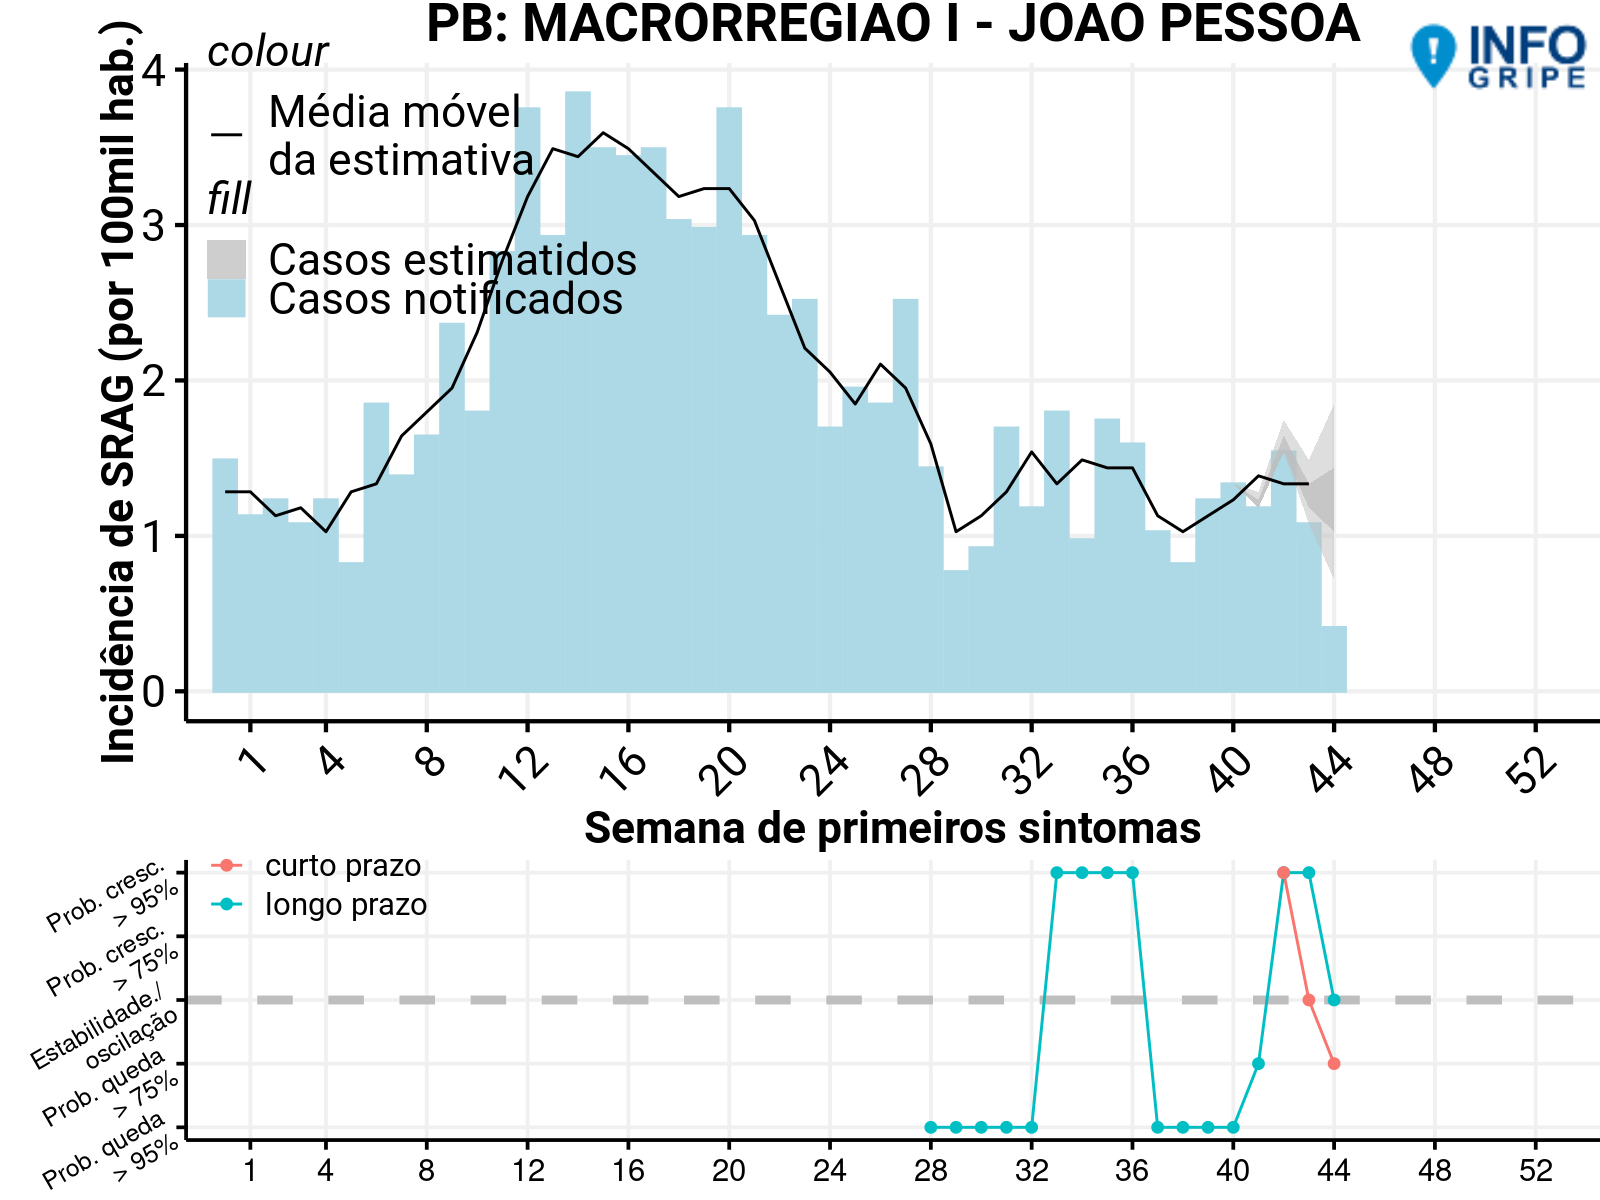 PB: MACRORREGIAO I - JOAO PESSOA
INFO
GRIPE
Incidência de SRAG (por 100mil hab.)
colour
Média móvel
da estimativa
fill
Casos estimatidos
Casos notificados
4
3
2
1
0
1 4 8 12 16 20 24 28 32 36 40 44 48 52
Semana de primeiros sintomas
curto prazo
longo prazo
Prob. cresc.
> 95%
Prob. cresc.
> 75%
Estabilidade./
oscilação
Prob. queda
> 75%
Prob. queda
> 95%
1 4 8 12 16 20 24 28 32 36 40 44 48 52